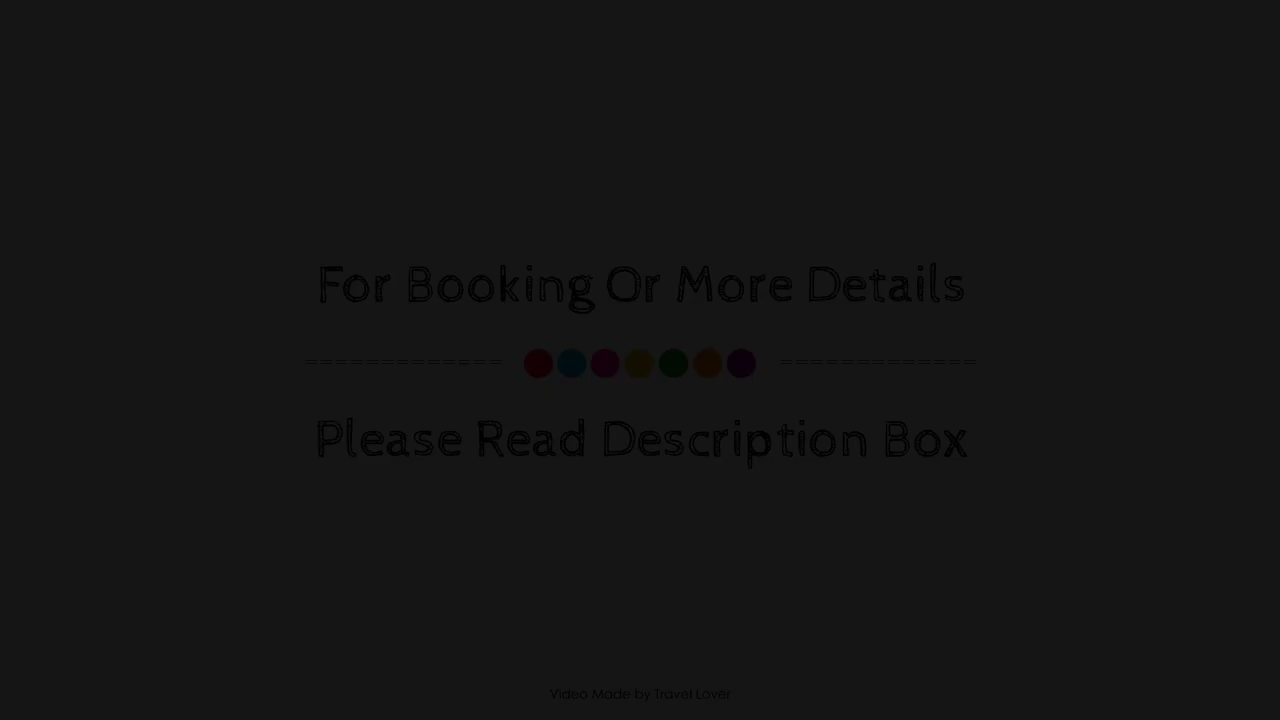 For Booking Or More Details
============= =============
Please Read Description Box
Video Made by Travel Lover